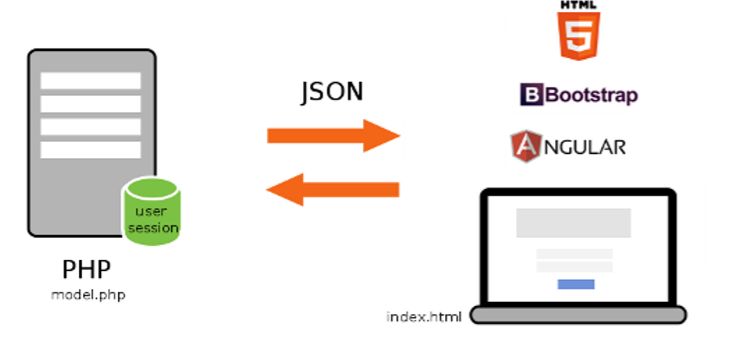 HTML
5
JSON
B Bootstrap
ANGULAR
user
session
PHP
model.php
index.html